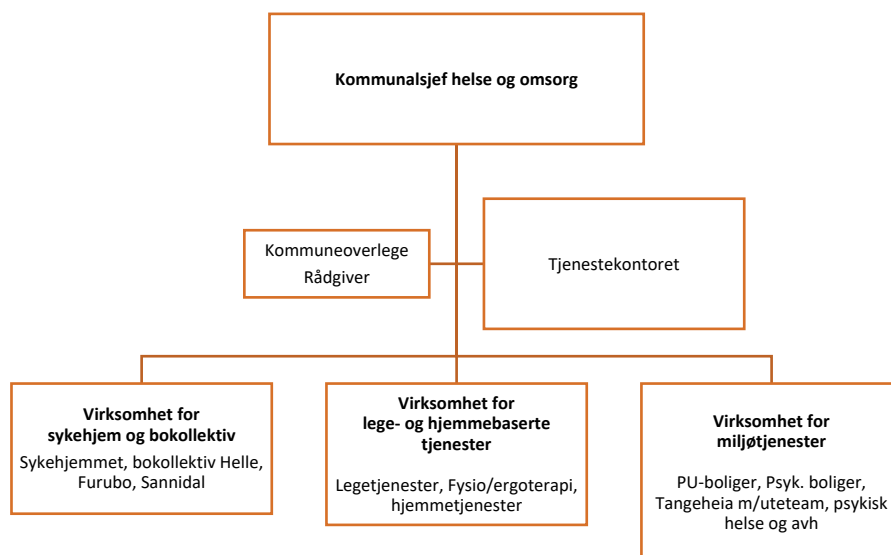 Kommunalsjef helse og omsorg
Kommuneoverlege
Rådgiver
Tjenestekontoret
Virksomhet for
sykehjem og bokollektiv
Sykehjemmet, bokollektiv Helle,
Furubo, Sannidal
Virksomhet for
lege- og hjemmebaserte
tjenester
Legetjenester, Fysio/ergoterapi,
hjemmetjenester
Virksomhet for
miljøtjenester
PU-boliger, Psyk. boliger,
Tangeheia m/uteteam, psykisk
helse og avh